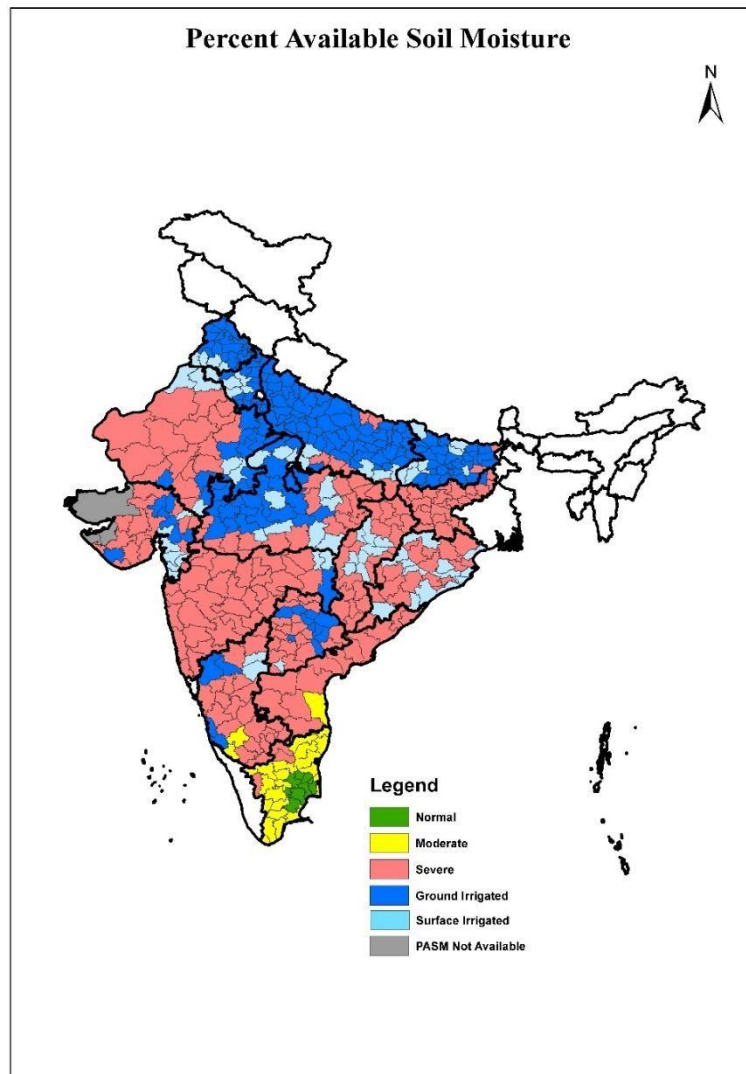 Percent Available Soil Moisture
N
Legend
Normal
Moderate
Severe
Ground Irrigated
Surface Irrigated
PASM Not Available